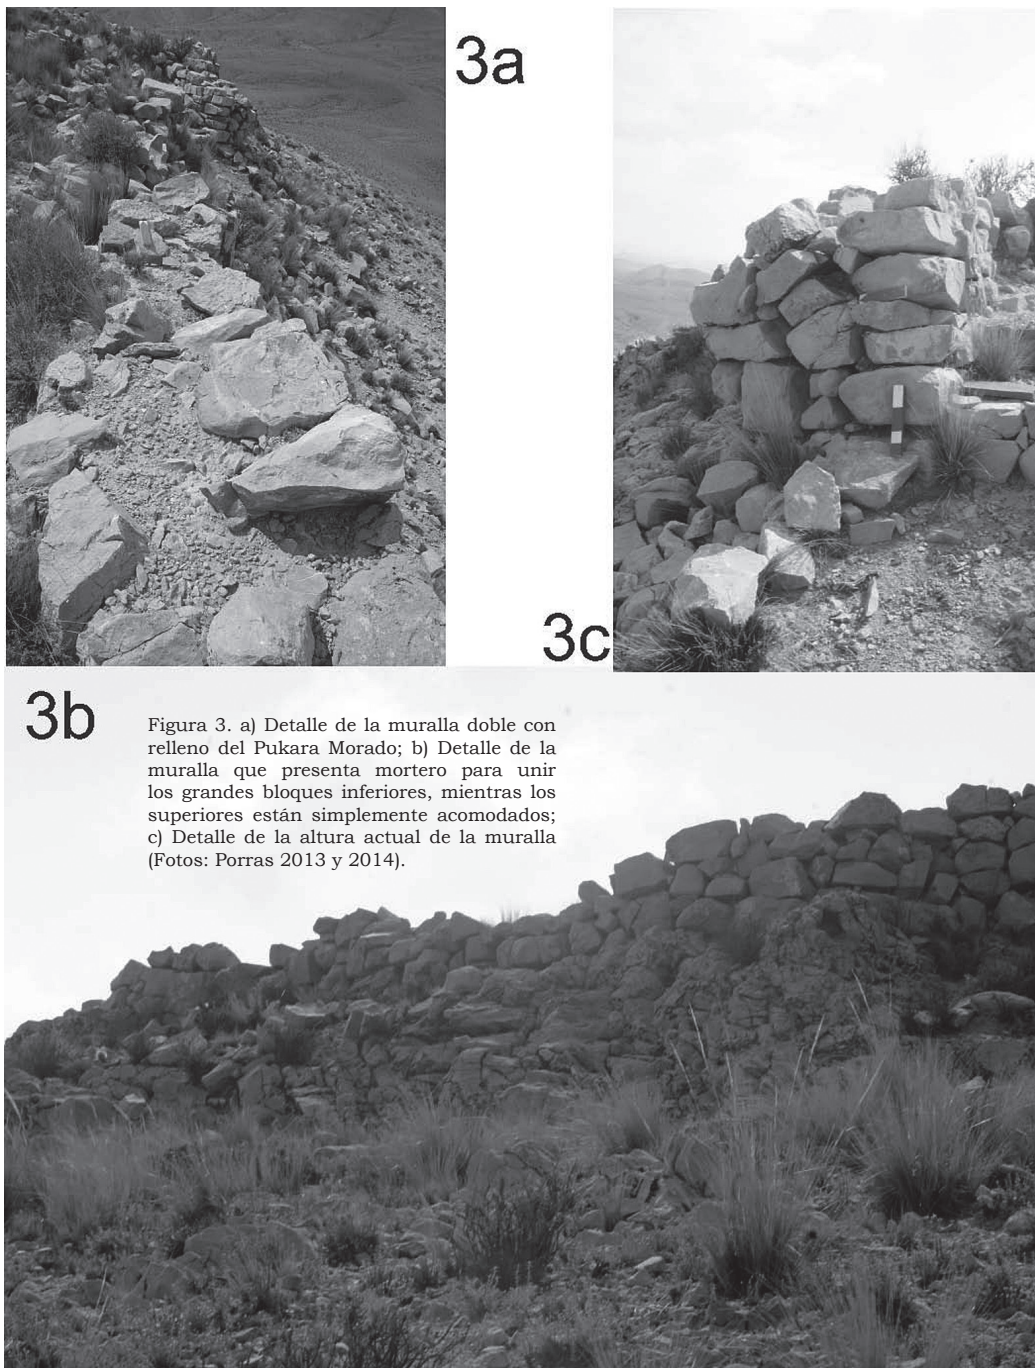 3a
3c
3b
Figura 3. a) Detalle de la muralla doble con
relleno del Pukara Morado; b) Detalle de la
muralla que presenta mortero para unir
los grandes bloques inferiores, mientras los
superiores están simplemente acomodados;
c) Detalle de la altura actual de la muralla
(Fotos: Porras 2013 y 2014).